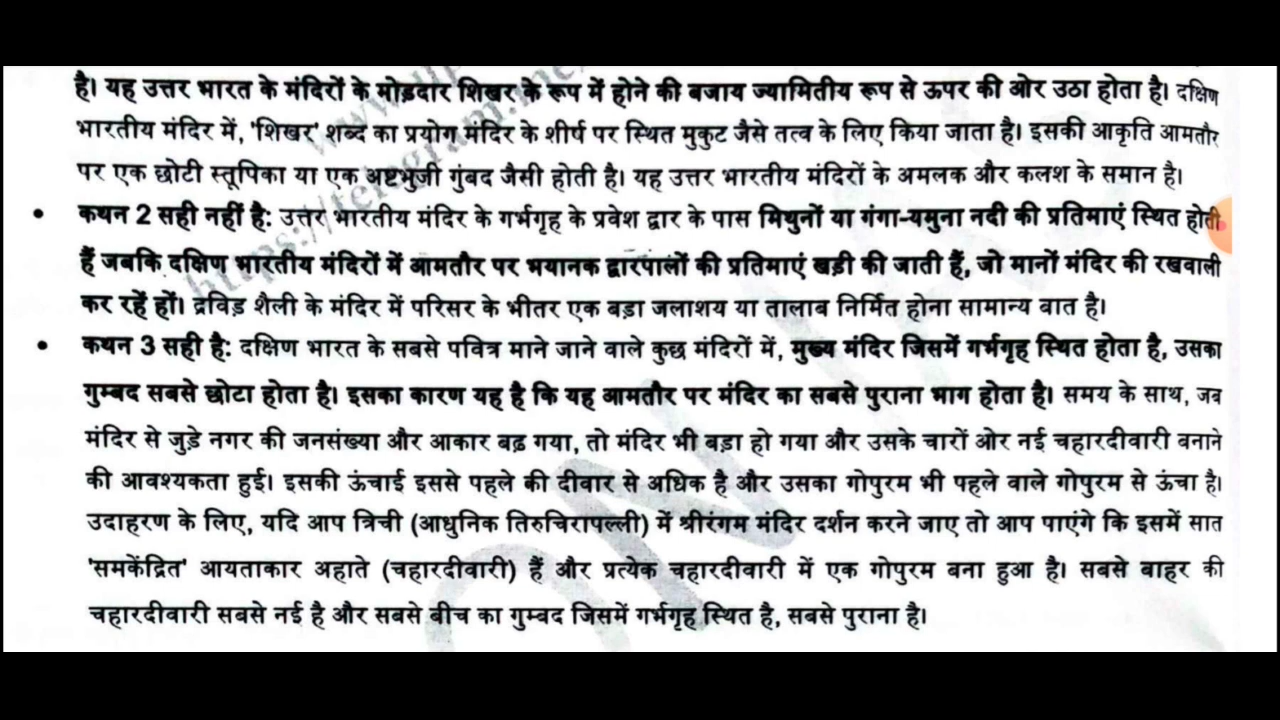 है। यह उत्तर भारत के मंदिरों के मोड़दार शिखर के रूप में होने की बजाय ज्यामितीय रूप से ऊपर की ओर उठा होता है। दक्षिण
भारतीय मंदिर में, 'शिखर' शब्द का प्रयोग मंदिर के शीर्ष पर स्थित मुकुट जैसे तत्व के लिए किया जाता है। इसकी आकृति आमतौर
पर एक छोटी स्तूपिका या एक अष्टभुजी गुंबद जैसी होती है। यह उत्तर भारतीय मंदिरों के अमलक और कलश के समान है।
• कथन 2 सही नहीं है: उत्तर भारतीय मंदिर के गर्भगृह के प्रवेश द्वार के पास मिथुनों या गंगा-यमुना नदी की प्रतिमाएं स्थित होती
हैं जबकि दक्षिण भारतीय मंदिरों में आमतौर पर भयानक द्वारपालों की प्रतिमाएं खड़ी की जाती हैं, जो मानों मंदिर की रखवाली
कर रहें हों। द्रविड़ शैली के मंदिर में परिसर के भीतर एक बड़ा जलाशय या तालाब निर्मित होना सामान्य बात है।
• कथन 3 सही है: दक्षिण भारत के सबसे पवित्र माने जाने वाले कुछ मंदिरों में, मुख्य मंदिर जिसमें गर्भगृह स्थित होता है, उसका
गुम्बद सबसे छोटा होता है। इसका कारण यह है कि यह आमतौर पर मंदिर का सबसे पुराना भाग होता है। समय के साथ, जब
मंदिर से जुड़े नगर की जनसंख्या और आकार बढ़ गया, तो मंदिर भी बड़ा हो गया और उसके चारों ओर नई चहारदीवारी बनाने
की आवश्यकता हुई। इसकी ऊंचाई इससे पहले की दीवार से अधिक है और उसका गोपुरम भी पहले वाले गोपुरम से ऊंचा है।
उदाहरण के लिए, यदि आप त्रिची (आधुनिक तिरुचिरापल्ली) में श्रीरंगम मंदिर दर्शन करने जाए तो आप पाएंगे कि इसमें सात
'समकेंद्रित' आयताकार अहाते (चहारदीवारी) हैं और प्रत्येक चहारदीवारी में एक गोपुरम बना हुआ है। सबसे बाहर की
चहारदीवारी सबसे नई है और सबसे बीच का गुम्बद जिसमें गर्भगृह स्थित है, सबसे पुराना है।